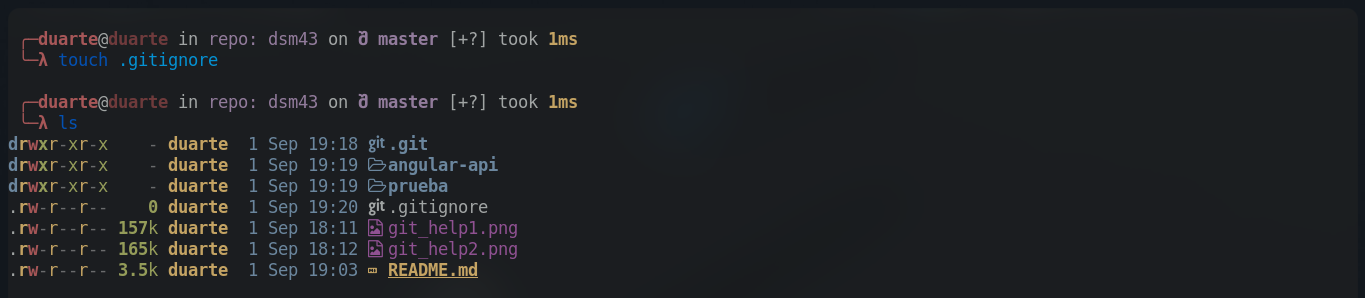 ╭─duarte@duarte in repo: dsm43 on  master [+?] took 1ms
╰─λ touch .gitignore
╭─duarte@duarte in repo: dsm43 on  master [+?] took 1ms
╰─λ ls
drwxr-xr-x    - duarte  1 Sep 19:18 git .git
drwxr-xr-x    - duarte  1 Sep 19:19 angular-api
drwxr-xr-x    - duarte  1 Sep 19:19 prueba
.rw-r--r--    0 duarte  1 Sep 19:20 git .gitignore
.rw-r--r-- 157k duarte  1 Sep 18:11 git_help1.png
.rw-r--r-- 165k duarte  1 Sep 18:12 git_help2.png
.rw-r--r-- 3.5k duarte  1 Sep 19:03 README.md